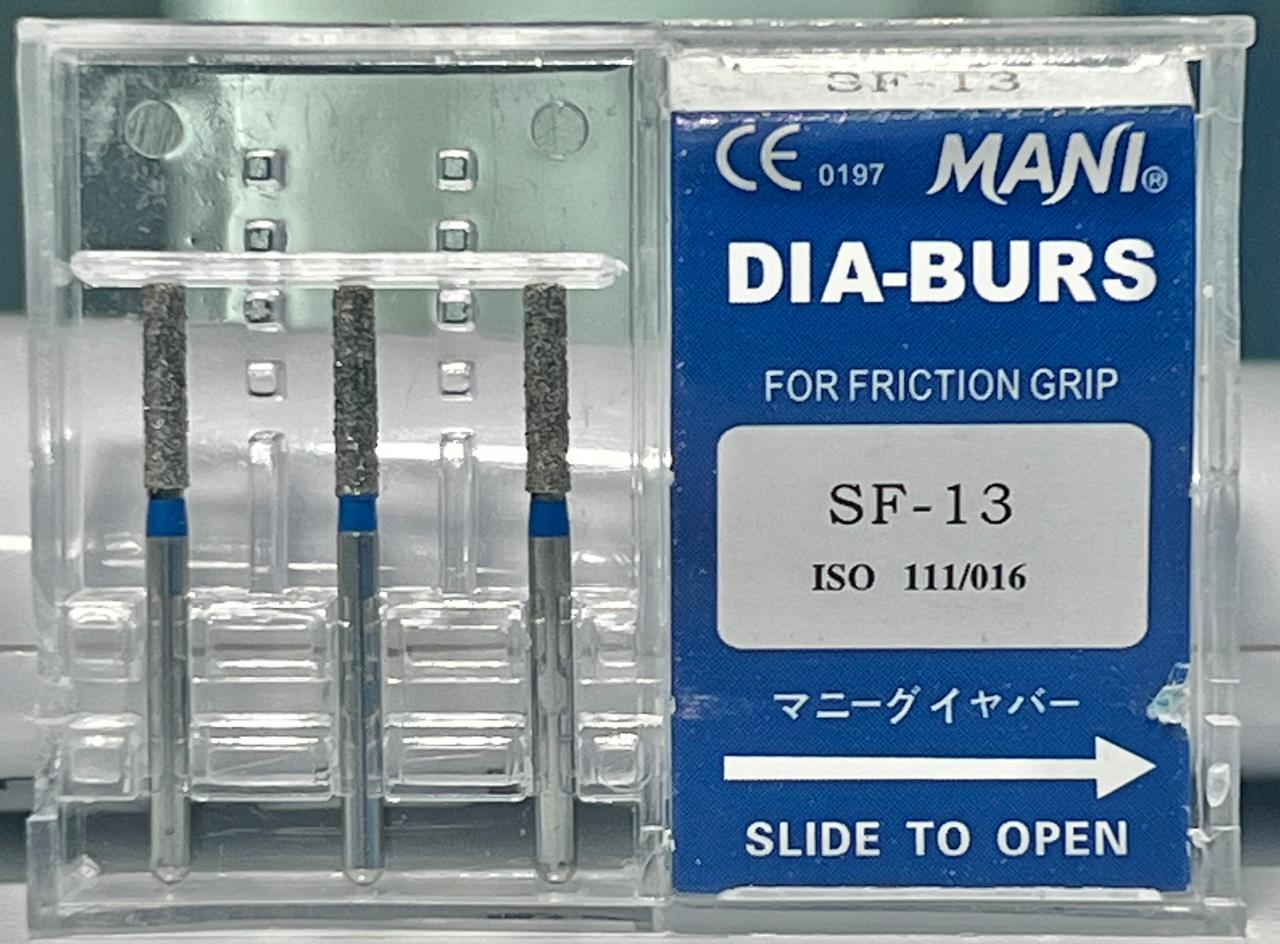 SF-13
CE 0197 MANI®
DIA-BURS
FOR FRICTION GRIP
SF-13
ISO 111/016
マニーグイヤバー
SLIDE TO OPEN